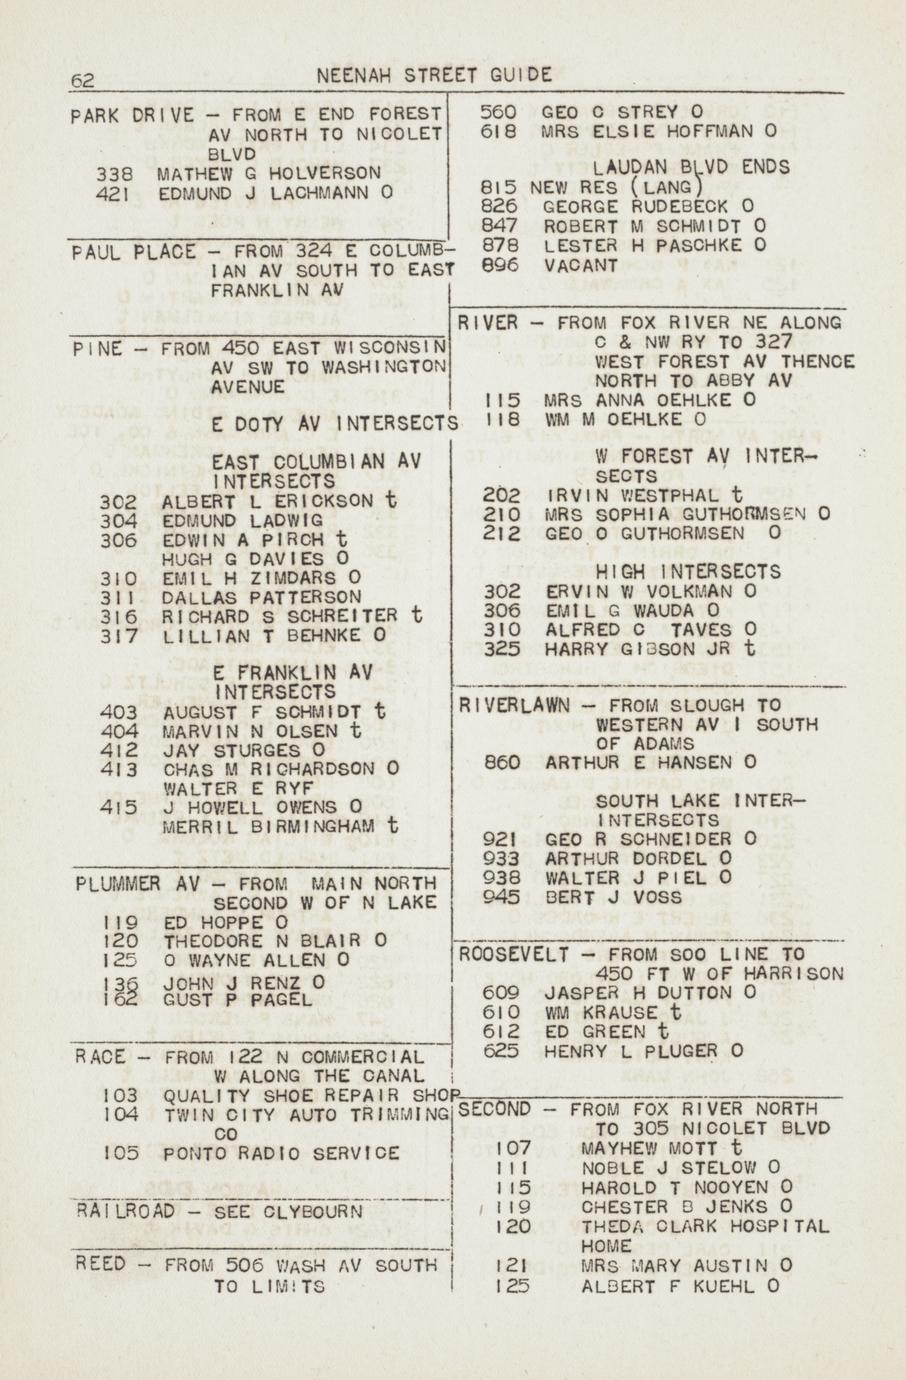 62
NEENAH STREET GUIDE
PARK DRIVE – FROM E END FOREST
AV NORTH TO NICOLET
BLVD
338 MATHEW G HOLVERSON
421 EDMUND J LACHMANN O
PAUL PLACE – FROM 324 E COLUMB–
IAN AV SOUTH TO EAST
FRANKLIN AV
PINE – FROM 450 EAST WISCONSIN
AV SW TO WASHINGTON
AVENUE
E DOTY AV INTERSECTS
EAST COLUMBIAN AV
INTERSECTS
302 ALBERT L ERICKSON t
304 EDMUND LADWIG
306 EDWIN A PIRCH t
HUGH G DAVIES O
310 EMIL H ZIMDARS O
311 DALLAS PATTERSON
316 RICHARD S SCHREITER t
317 LILLIAN T BEHNKE O
E FRANKLIN AV
INTERSECTS
403 AUGUST F SCHMIDT t
404 MARVIN N OLSEN t
412 JAY STURGES O
413 CHAS M RICHARDSON O
WALTER E RYF
415 J HOWELL OWENS O
MERRIL BIRMINGHAM t
PLUMMER AV – FROM MAIN NORTH
SECOND W OF N LAKE
119 ED HOPPE O
120 THEODORE N BLAIR O
125 O WAYNE ALLEN O
136 JOHN J RENZ O
162 GUST P PAGEL
RACE – FROM 122 N COMMERCIAL
W ALONG THE CANAL
103 QUALITY SHOE REPAIR SHOP
104 TWIN CITY AUTO TRIMMING
CO
105 PONTO RADIO SERVICE
RAILROAD – SEE CLYBOURN
REED – FROM 506 WASH AV SOUTH
TO LIMITS
560 GEO C STREY O
618 MRS ELSIE HOFFMAN O
LAUDAN BLVD ENDS
815 NEW RES (LANG)
826 GEORGE RUDEBECK O
847 ROBERT M SCHMIDT O
878 LESTER H PASCHKE O
896 VACANT
RIVER – FROM FOX RIVER NE ALONG
C & NW RY TO 327
WEST FOREST AV THENCE
NORTH TO ABBY AV
115 MRS ANNA OEHLKE O
118 WM M OEHLKE O
W FOREST AV INTER–
SECTS
202 IRVIN WESTPHAL t
210 MRS SOPHIA GUTHORMSEN O
212 GEO O GUTHORMSEN O
HIGH INTERSECTS
302 ERVIN W VOLKMAN O
306 EMIL G WAUDA O
310 ALFRED C TAVES O
325 HARRY GIBSON JR t
RIVERLAWN – FROM SLOUGH TO
WESTERN AV I SOUTH
OF ADAMS
860 ARTHUR E HANSEN O
SOUTH LAKE INTER–
INTERSECTS
921 GEO R SCHNEIDER O
933 ARTHUR DORDEL O
938 WALTER J PIEL O
945 BERT J VOSS
ROOSEVELT – FROM SOO LINE TO
450 FT W OF HARRISON
609 JASPER H DUTTON O
610 WM KRAUSE t
612 ED GREEN t
625 HENRY L PLUGER O
SECOND – FROM FOX RIVER NORTH
TO 305 NICOLET BLVD
107 MAYHEW MOTT t
111 NOBLE J STELOW O
115 HAROLD T NOOYEN O
119 CHESTER B JENKS O
120 THEDA CLARK HOSPITAL
HOME
121 MRS MARY AUSTIN O
125 ALBERT F KUEHL O